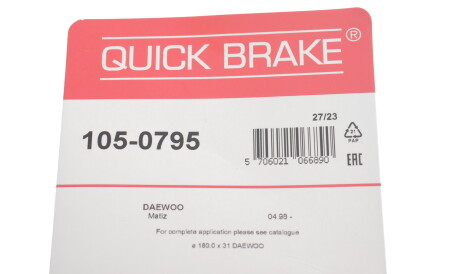 QUICK BRAKE®
27/23
105-0795
5 706021 066890
21
PAP
EAC
DAEWOO
Matiz 04.98 -
For complete application please see catalogue
ø 180.0 x 31 DAEWOO